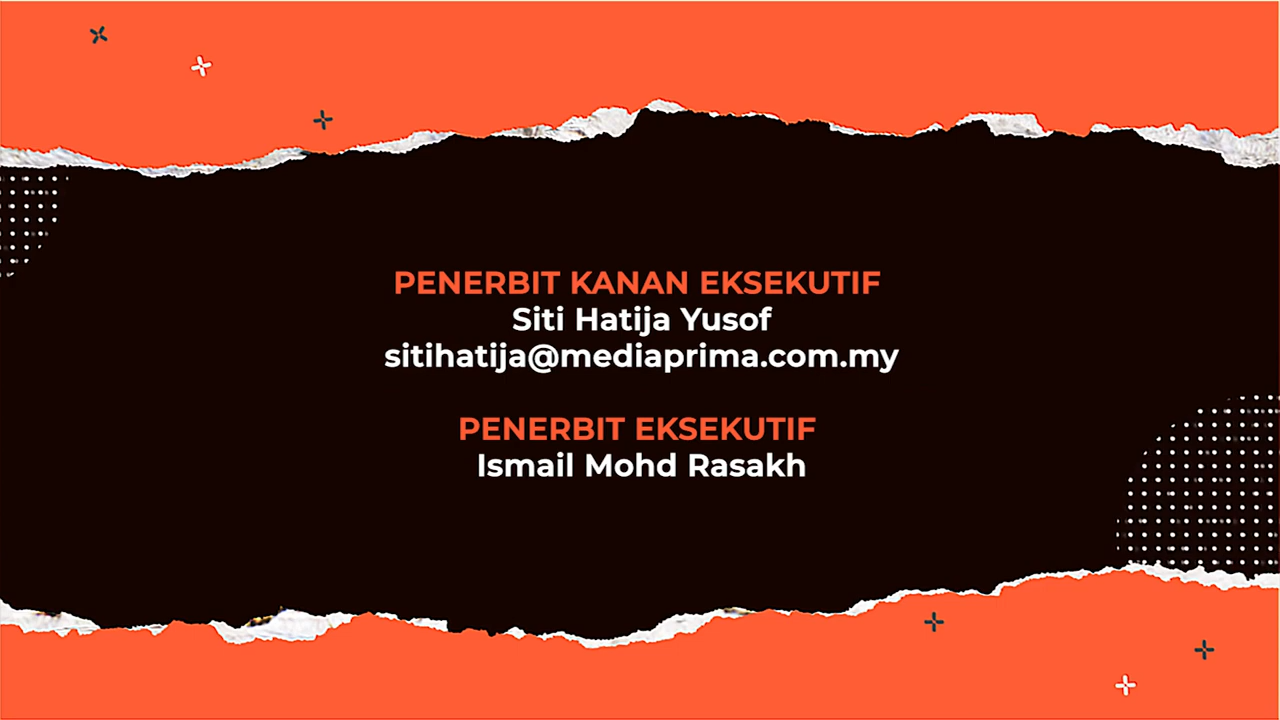 PENERBIT KANAN EKSEKUTIF
Siti Hatija Yusof
sitihatija@mediaprima.com.my
PENERBIT EKSEKUTIF
Ismail Mohd Rasakh